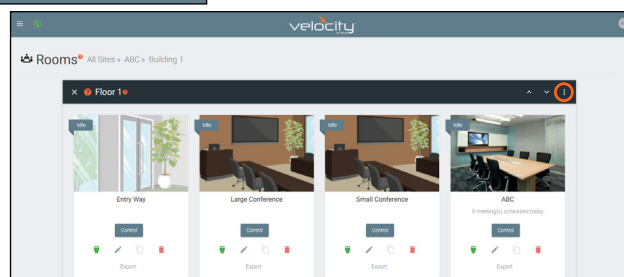 velocity
Rooms All Sites » ABC » Building 1
Floor 1
Idle Idle Idle Idle
Entry Way Large Conference Small Conference ABC
0 meeting(s) scheduled today
Control Control Control Control
Export Export Export Export